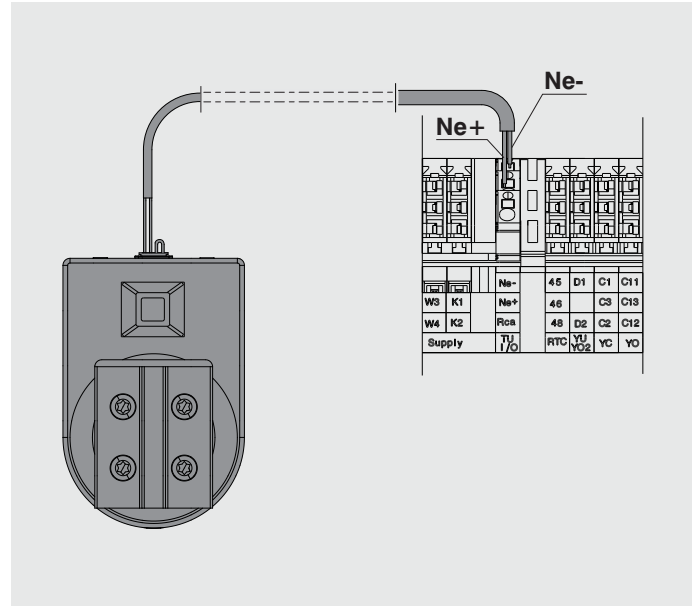 Ne-
Ne+
Ne- 45 D1 C1 C11
W3 K1 Ne+ 46 C3 C13
W4 K2 Rca 48 D2 C2 C12
Supply TU I/O RTC YU YO2 YC YO